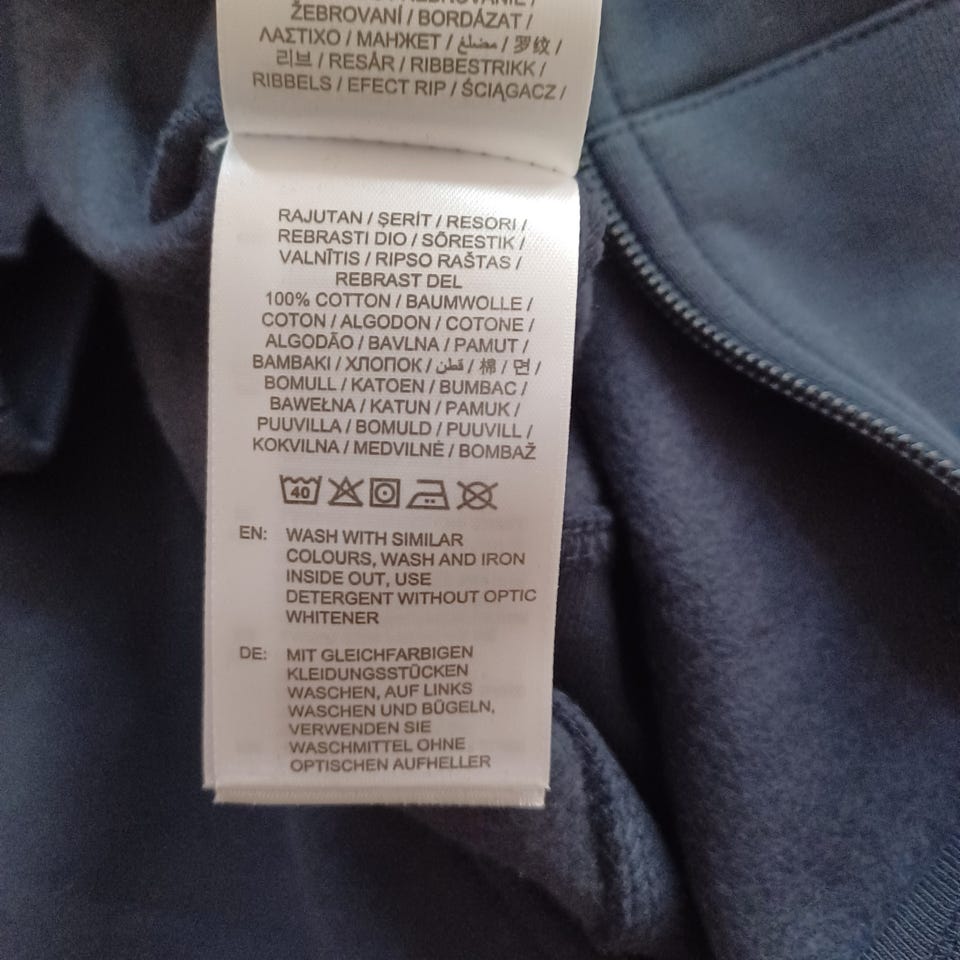 ŽEBROVANÍ / BORDÁZAT /
ΛΑΣΤΙΧΟ / МАНЖЕТ / مضلع / 罗纹 /
리브 / RESÅR / RIBBESTRIKK /
RIBBELS / EFECT RIP / ŚCIĄGACZ /
RAJUTAN / ŞERİT / RESORI /
REBRASTI DIO / SÕRESTIK /
VALNĪTIS / RIPSO RAŠTAS /
REBRAST DEL
100% COTTON / BAUMWOLLE /
COTON / ALGODON / COTONE /
ALGODÃO / BAVLNA / PAMUT /
ΒΑΜΒΑΚΙ / ХЛОПОК / قطن / 棉 / 면 /
BOMULL / KATOEN / BUMBAC /
BAWEŁNA / KATUN / PAMUK /
PUUVILLA / BOMULD / PUUVILL /
KOKVILNA / MEDVILNĖ / BOMBAŽ
40
EN: WASH WITH SIMILAR
COLOURS, WASH AND IRON
INSIDE OUT, USE
DETERGENT WITHOUT OPTIC
WHITENER
DE: MIT GLEICHFARBIGEN
KLEIDUNGSSTÜCKEN
WASCHEN, AUF LINKS
WASCHEN UND BÜGELN,
VERWENDEN SIE
WASCHMITTEL OHNE
OPTISCHEN AUFHELLER